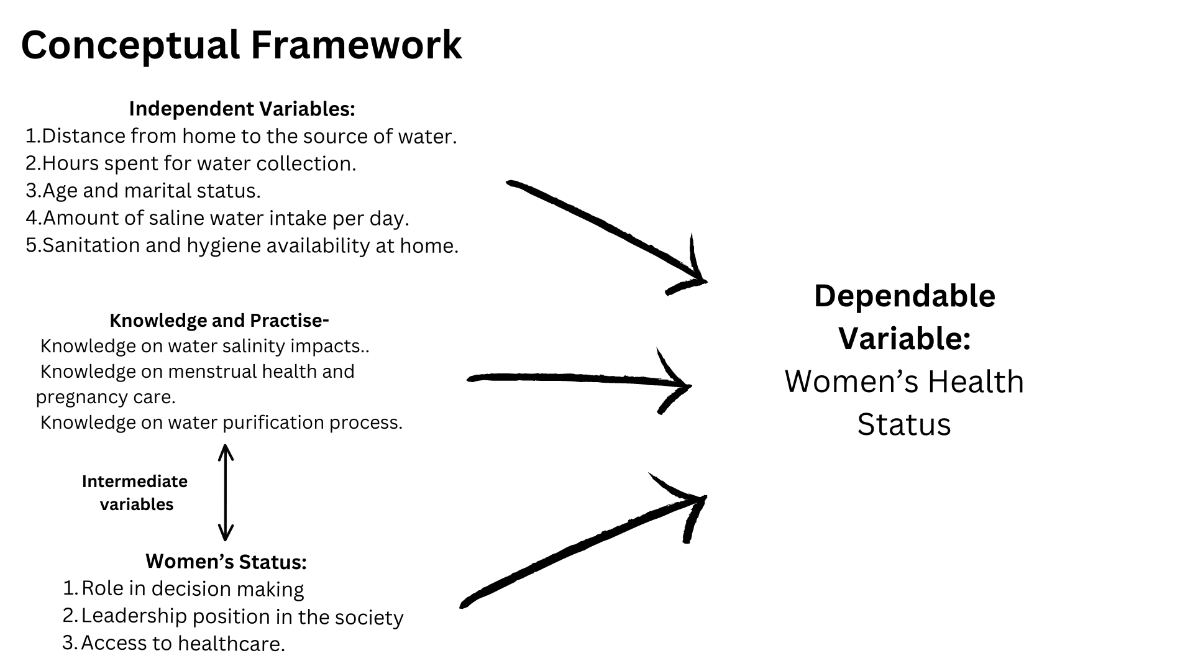 Conceptual Framework
Independent Variables:
1.Distance from home to the source of water.
2.Hours spent for water collection.
3.Age and marital status.
4.Amount of saline water intake per day.
5.Sanitation and hygiene availability at home.
Knowledge and Practise-
Knowledge on water salinity impacts..
Knowledge on menstrual health and
pregnancy care.
Knowledge on water purification process.
Intermediate
variables
Women’s Status:
1. Role in decision making
2. Leadership position in the society
3. Access to healthcare.
Dependable
Variable:
Women’s Health
Status